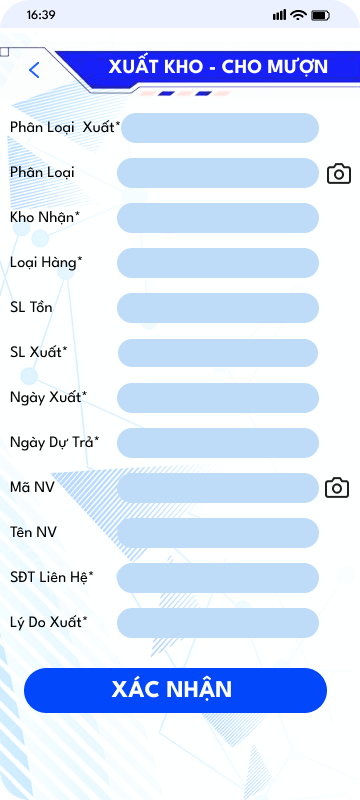 16:39
XUẤT KHO - CHO MƯỢN
Phân Loại Xuất*
Phân Loại
Kho Nhận*
Loại Hàng*
SL Tồn
SL Xuất*
Ngày Xuất*
Ngày Dự Trả*
Mã NV
Tên NV
SĐT Liên Hệ*
Lý Do Xuất*
XÁC NHẬN